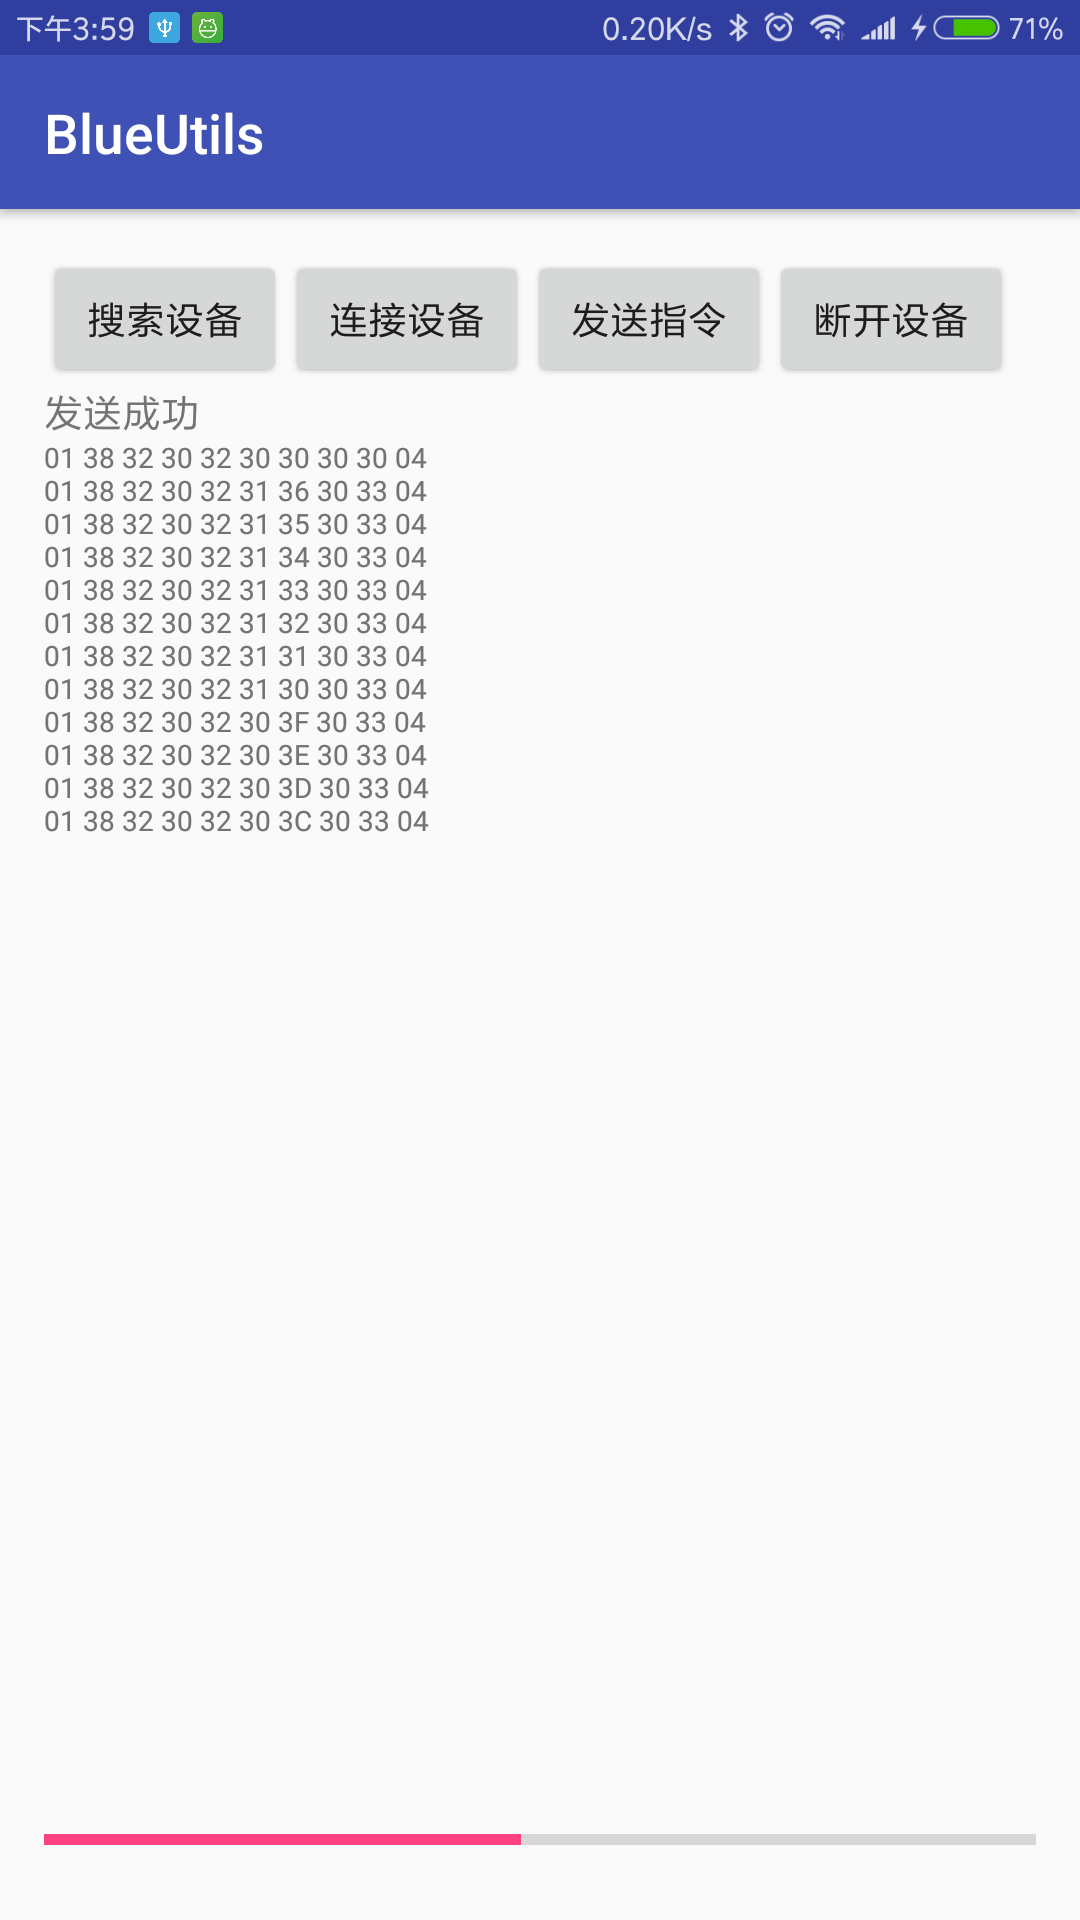 下午3:59 0.20K/s 71%
BlueUtils
搜索设备 连接设备 发送指令 断开设备
发送成功
01 38 32 30 32 30 30 30 30 04
01 38 32 30 32 31 36 30 33 04
01 38 32 30 32 31 35 30 33 04
01 38 32 30 32 31 34 30 33 04
01 38 32 30 32 31 33 30 33 04
01 38 32 30 32 31 32 30 33 04
01 38 32 30 32 31 31 30 33 04
01 38 32 30 32 31 30 30 33 04
01 38 32 30 32 30 3F 30 33 04
01 38 32 30 32 30 3E 30 33 04
01 38 32 30 32 30 3D 30 33 04
01 38 32 30 32 30 3C 30 33 04